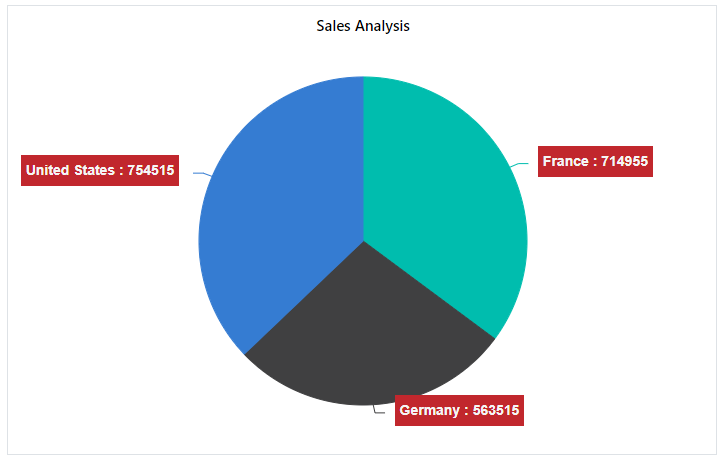 Sales Analysis
France : 714955
United States : 754515
Germany : 563515